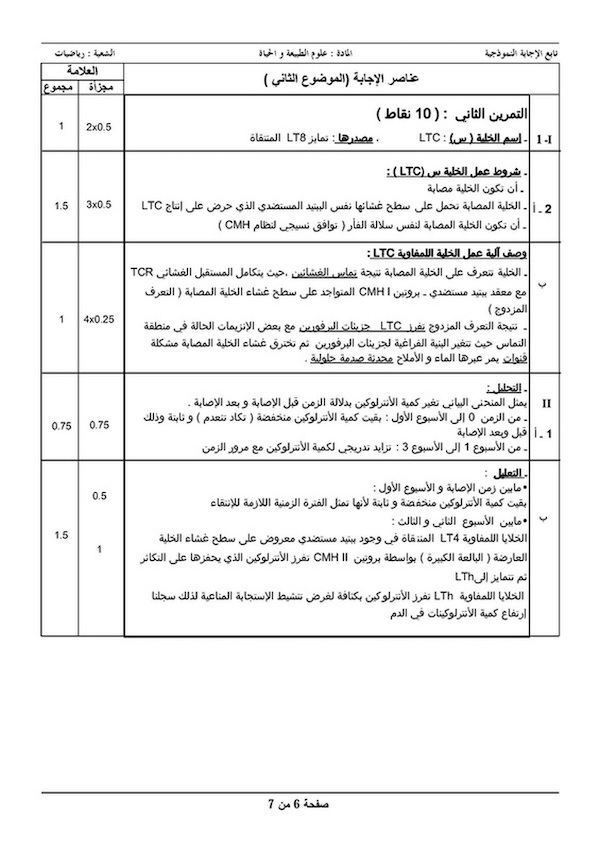 تابع الإجابة النموذجية المادة : علوم الطبيعة و الحياة الشعبة : رياضيات
عناصر الإجابة (الموضوع الثاني ) العلامة
مجزأة مجموع
التمرين الثاني : ( 10 نقاط )
I- 1 ـ إسم الخلية ( س) : LTC ، مصدرها : تمايز LT8 المنتقاة 2x0.5 1
ـ شروط عمل الخلية س (LTC ) :
ـ أن تكون الخلية مصابة
2 ـ أ ـ الخلية المصابة تحمل على سطح غشائها نفس الببتيد المستضدي الذي حرض على إنتاج LTC 3x0.5 1.5
ـ أن تكون الخلية المصابة لنفس سلالة الفأر ( توافق نسيجي لنظام CMH )
وصف آلية عمل الخلية اللمفاوية LTC :
ـ الخلية تتعرف على الخلية المصابة نتيجة تماس الغشائين ،حيث يتكامل المستقبل الغشائي TCR
ب مع معقد ببتيد مستضدي ـ بروتين CMH I المتواجد على سطح غشاء الخلية المصابة ( التعرف
المزدوج )
ـ نتيجة التعرف المزدوج تفرز LTC جزيئات البرفورين مع بعض الإنزيمات الحالة في منطقة 4x0.25 1
التماس حيث تتغير البنية الفراغية لجزيئات البرفورين ثم تخترق غشاء الخلية المصابة مشكلة
قنوات يمر عبرها الماء و الأملاح محدثة صدمة حلولية .
ـ التحليل :
II يمثل المنحنى البياني تغير كمية الأنترلوكين بدلالة الزمن قبل الإصابة و بعد الإصابة .
ـ من الزمن 0 إلى الأسبوع الأول : بقيت كمية الأنترلوكين منخفضة ( تكاد تنعدم ) و ثابتة وذلك 0.75 0.75
1 ـ أ قبل وبعد الإصابة
ـ من الأسبوع 1 إلى الأسبوع 3 : تزايد تدريجي لكمية الأنترلوكين مع مرور الزمن
ـ التعليل :
• مابين زمن الإصابة و الأسبوع الأول : 0.5
بقيت كمية الأنترلوكين منخفضة و ثابتة لأنها تمثل الفترة الزمنية اللازمة للإنتقاء
ب • مابين الأسبوع الثاني و الثالث :
الخلايا اللمفاوية LT4 المنتقاة في وجود ببتيد مستضدي معروض على سطح غشاء الخلية 1.5
العارضة ( البالعة الكبيرة ) بواسطة بروتين CMH II تفرز الأنترلوكين الذي يحفزها على التكاثر 1
ثم تتمايز إلىLTh
الخلايا اللمفاوية LTh تفرز الأنترلوكين بكثافة لغرض تنشيط الإستجابة المناعية لذلك سجلنا
إرتفاع كمية الأنترلوكينات في الدم
صفحة 6 من 7